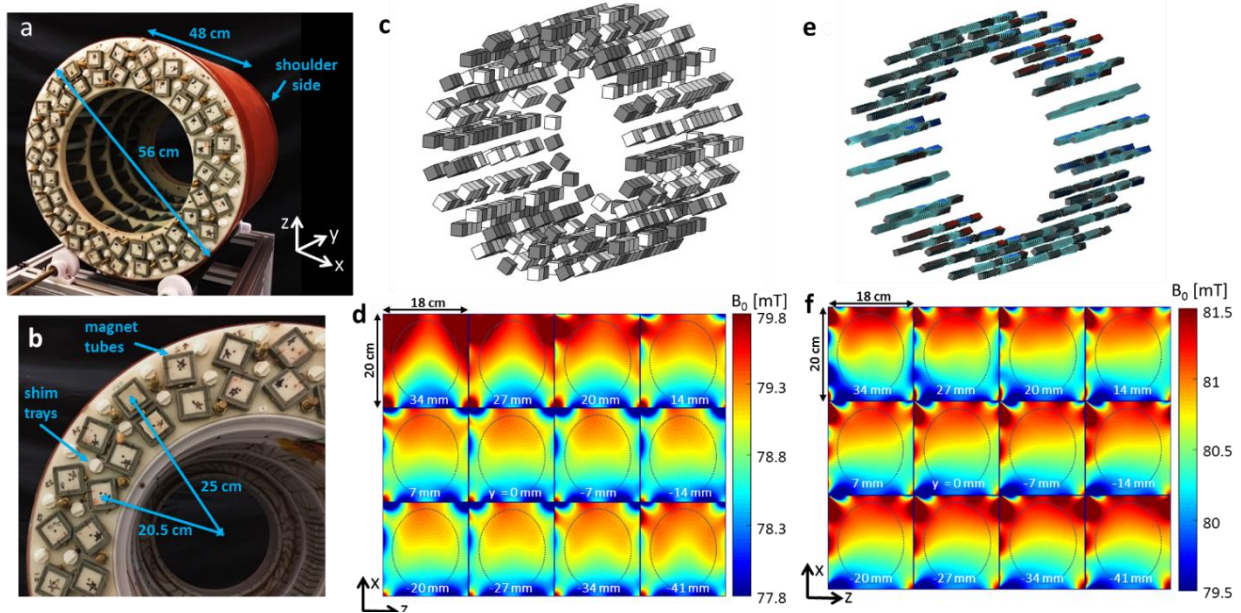 a
48 cm
shoulder
side
56 cm
z
y
x
b
magnet
tubes
shim
trays
25 cm
20.5 cm
c
d
18 cm
20 cm
B₀ [mT]
34 mm
27 mm
20 mm
14 mm
7 mm
y = 0 mm
-7 mm
-14 mm
-20 mm
-27 mm
-34 mm
-41 mm
79.8
79.3
78.8
78.3
77.8
X
Z
e
f
18 cm
20 cm
B₀ [mT]
34 mm
27 mm
20 mm
14 mm
7 mm
y = 0 mm
-7 mm
-14 mm
-20 mm
-27 mm
-34 mm
-41 mm
81.5
81
80.5
80
79.5
X
Z